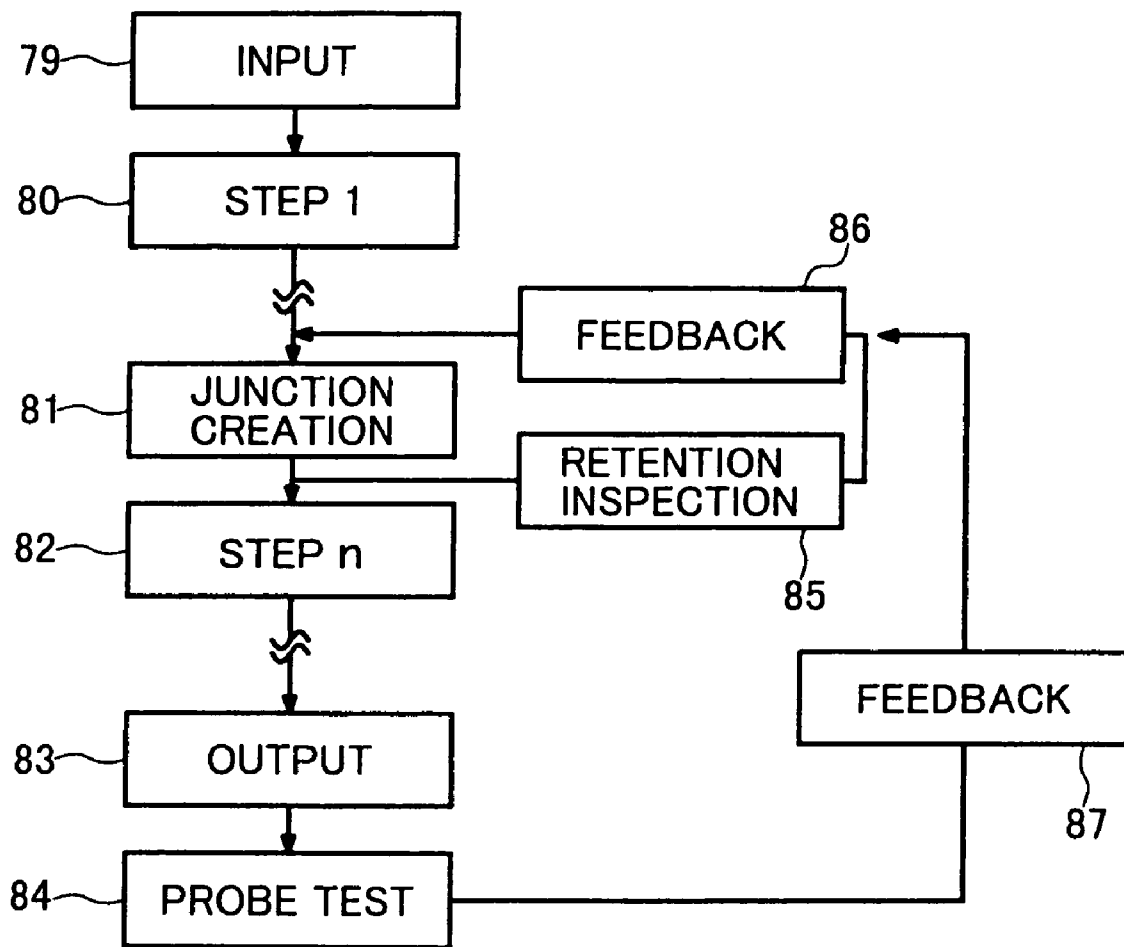 79
INPUT
80
STEP 1
86
FEEDBACK
81
JUNCTION
CREATION
RETENTION
INSPECTION
85
82
STEP n
FEEDBACK
87
83
OUTPUT
84
PROBE TEST